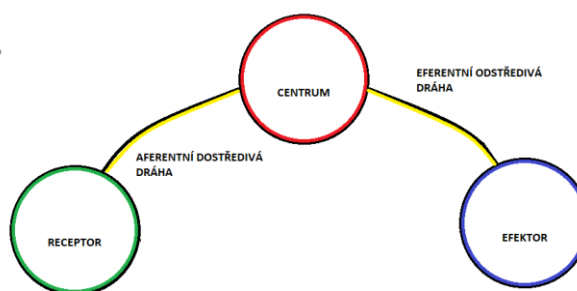 CENTRUM
EFERENTNÍ ODSTŘEDIVÁ
DRÁHA
AFERENTNÍ DOSTŘEDIVÁ
DRÁHA
RECEPTOR
EFEKTOR